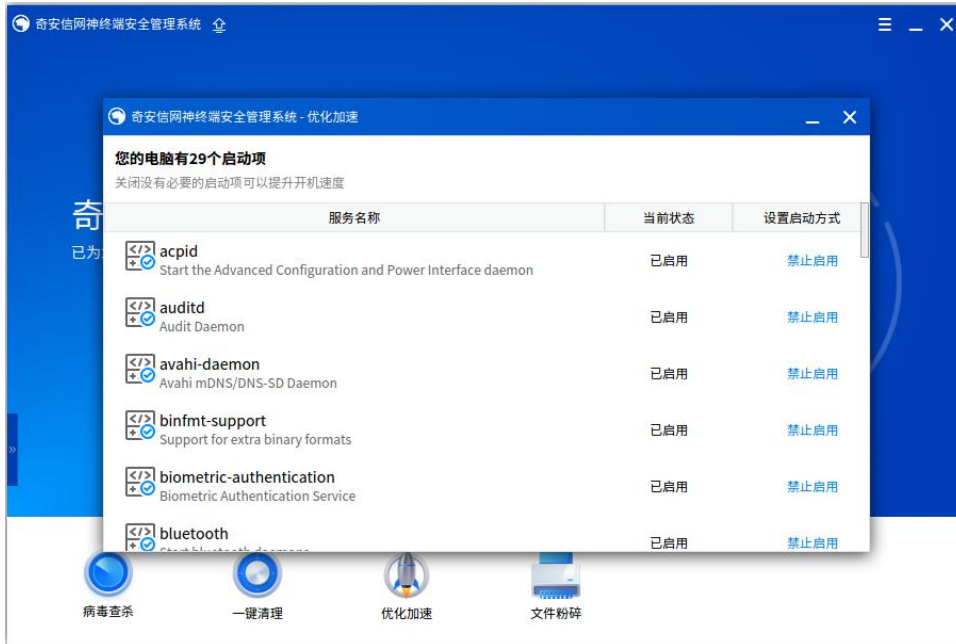 奇安信网神终端安全管理系统
奇安信网神终端安全管理系统 - 优化加速
您的电脑有29个启动项
关闭没有必要的启动项可以提升开机速度
服务名称 当前状态 设置启动方式
奇
已为
acpid
Start the Advanced Configuration and Power Interface daemon
已启用 禁止启用
auditd
Audit Daemon
已启用 禁止启用
avahi-daemon
Avahi mDNS/DNS-SD Daemon
已启用 禁止启用
binfmt-support
Support for extra binary formats
已启用 禁止启用
biometric-authentication
Biometric Authentication Service
已启用 禁止启用
bluetooth
Start bluetooth daemons
已启用 禁止启用
病毒查杀 一键清理 优化加速 文件粉碎